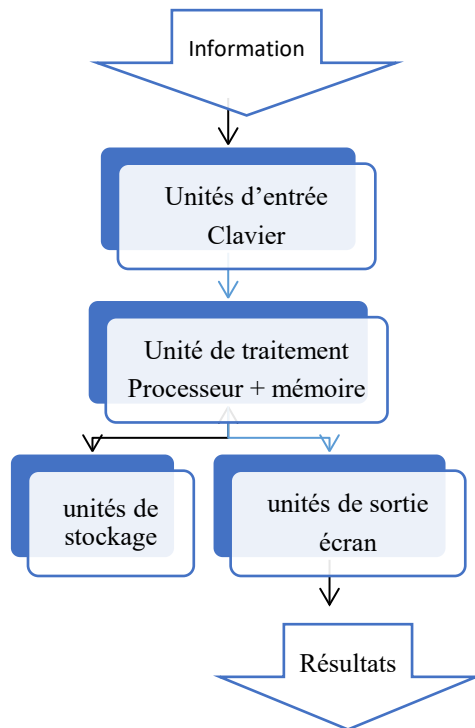 Information
Unités d’entrée
Clavier
Unité de traitement
Processeur + mémoire
unités de
stockage
unités de sortie
écran
Résultats